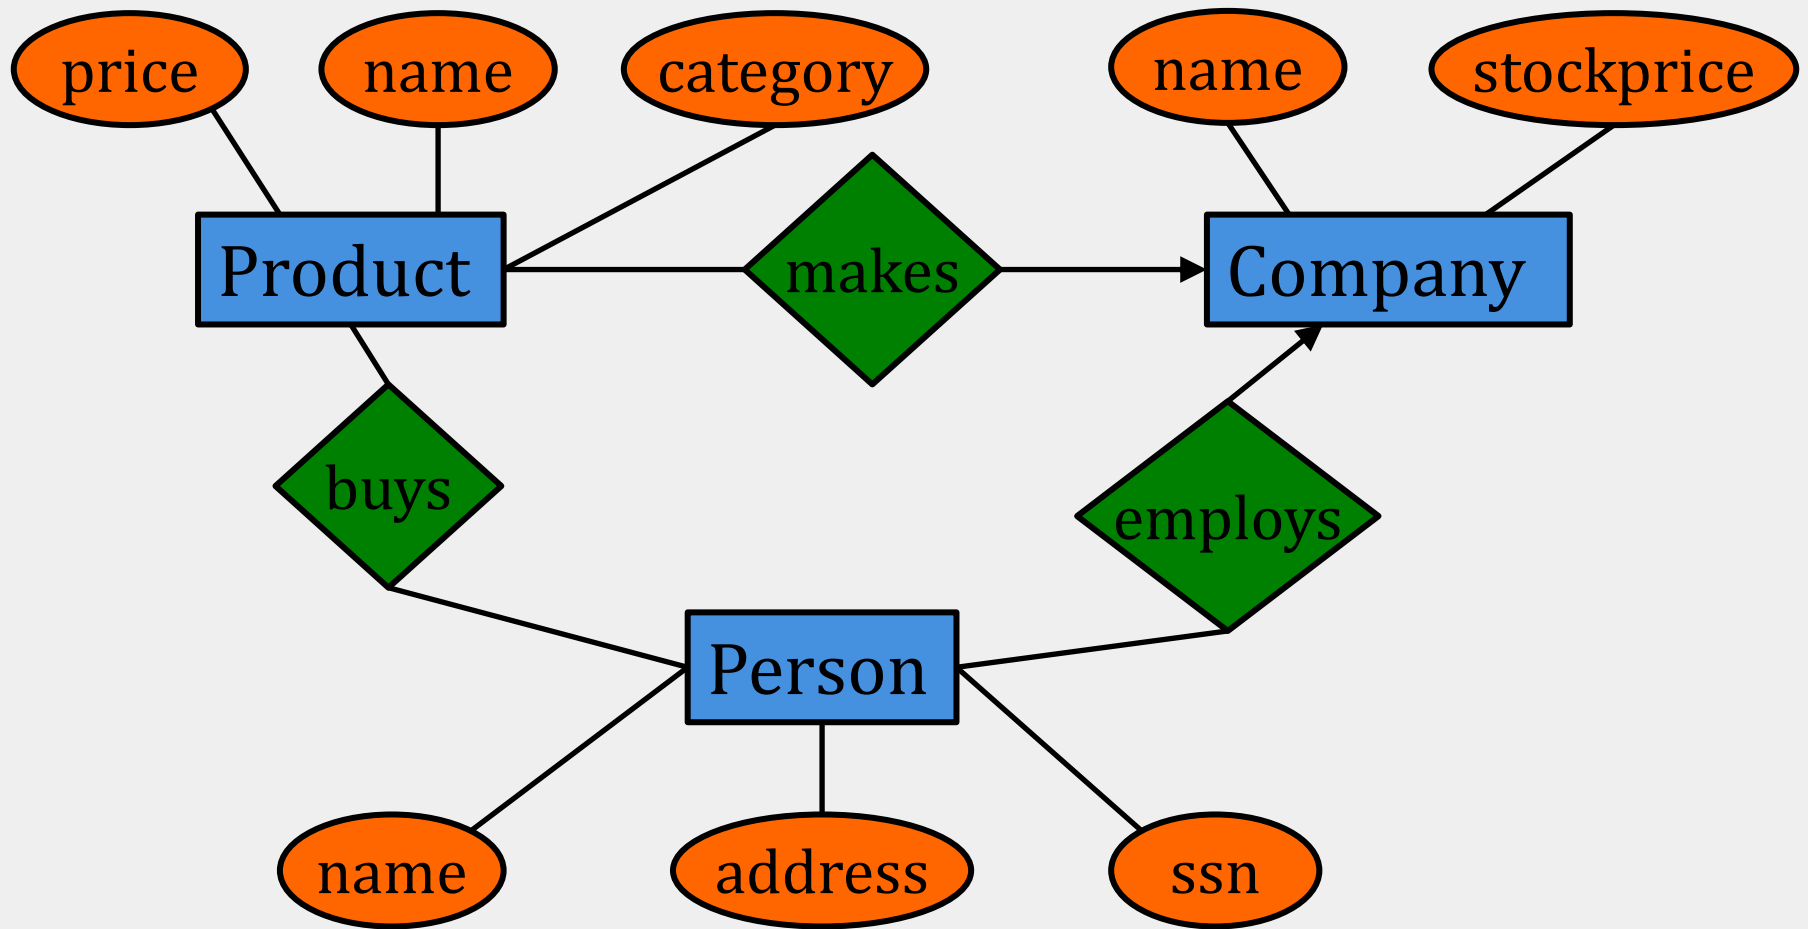 price
name
category
name
stockprice
Product
makes
Company
buys
employs
Person
name
address
ssn